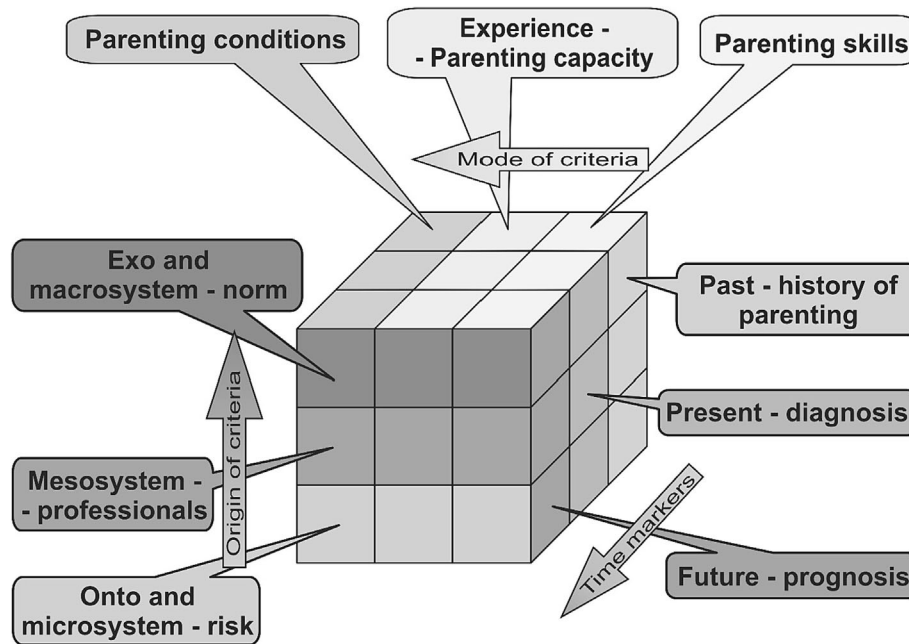 Parenting conditions
Experience -
- Parenting capacity
Parenting skills
Mode of criteria
Exo and
macrosystem - norm
Past - history of
parenting
Origin of criteria
Present - diagnosis
Mesosystem -
- professionals
Time markers
Onto and
microsystem - risk
Future - prognosis